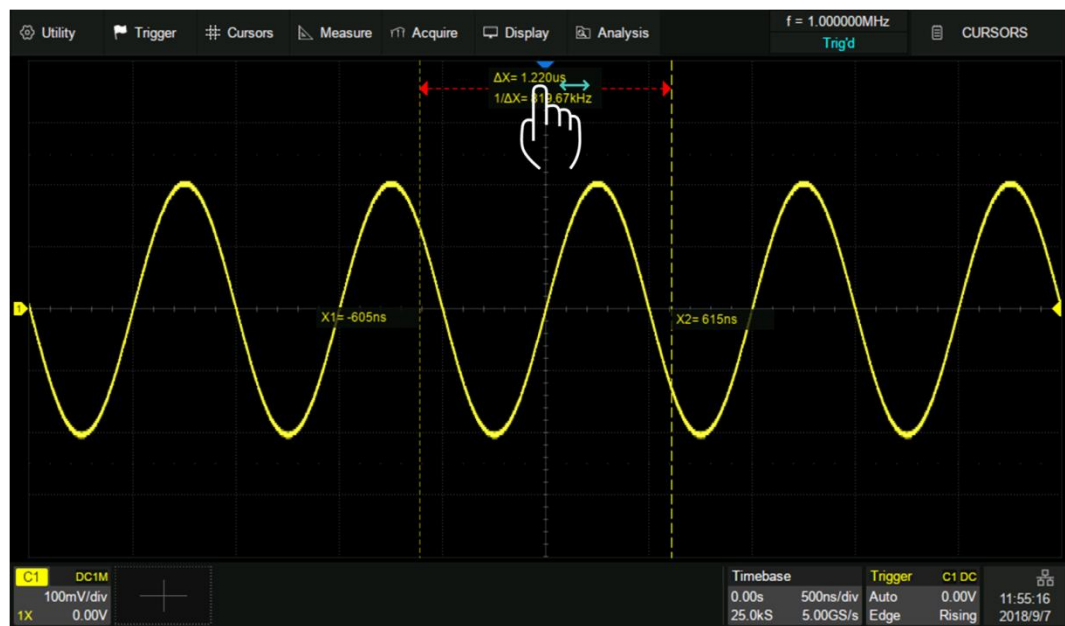 Utility Trigger Cursors Measure Acquire Display Analysis
f = 1.000000MHz
Trig'd
CURSORS
ΔX= 1.220us
1/ΔX= 819.67kHz
1
X1= -605ns
X2= 615ns
C1 DC1M
100mV/div
1X 0.00V
Timebase
0.00s 500ns/div
25.0kS 5.00GS/s
Trigger C1 DC
Auto 0.00V
Edge Rising
11:55:16
2018/9/7